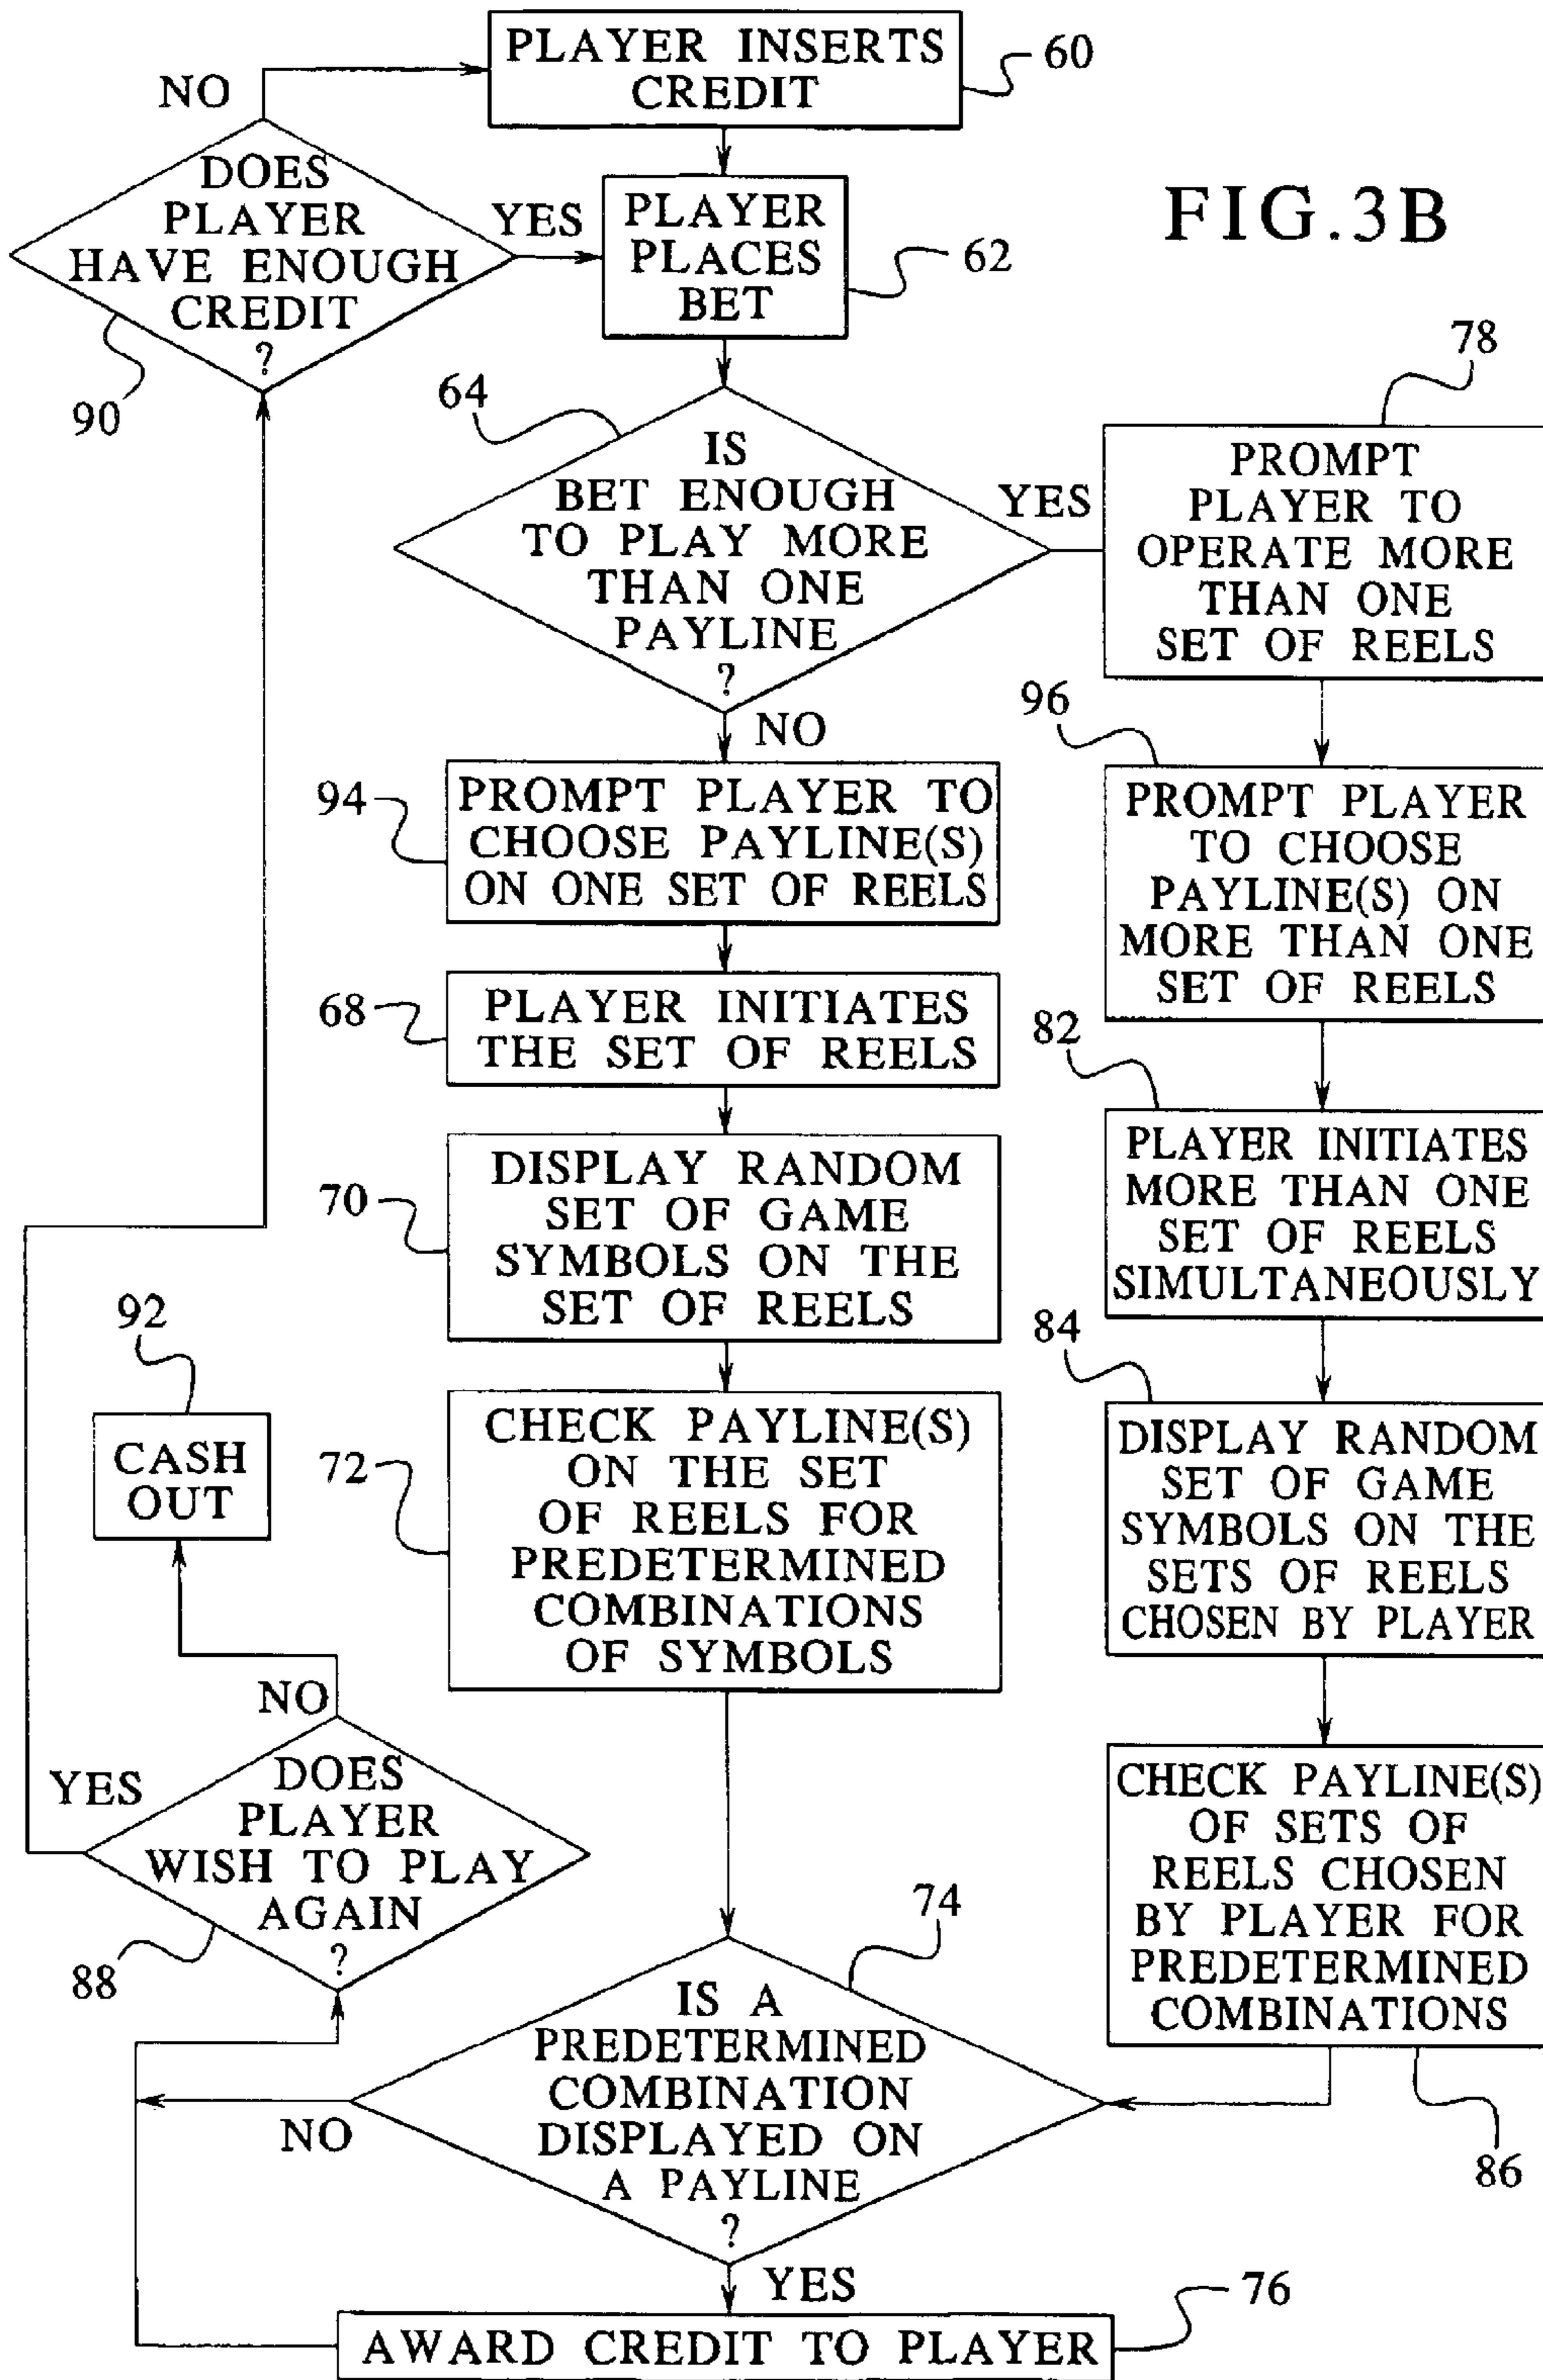 PLAYER INSERTS
CREDIT
60
NO
DOES
PLAYER
HAVE ENOUGH
CREDIT
?
90
YES
PLAYER
PLACES
BET
62
FIG.3B
64
IS
BET ENOUGH
TO PLAY MORE
THAN ONE
PAYLINE
?
YES
NO
78
PROMPT
PLAYER TO
OPERATE MORE
THAN ONE
SET OF REELS
94
PROMPT PLAYER TO
CHOOSE PAYLINE(S)
ON ONE SET OF REELS
96
PROMPT PLAYER
TO CHOOSE
PAYLINE(S) ON
MORE THAN ONE
SET OF REELS
68
PLAYER INITIATES
THE SET OF REELS
82
PLAYER INITIATES
MORE THAN ONE
SET OF REELS
SIMULTANEOUSLY
70
DISPLAY RANDOM
SET OF GAME
SYMBOLS ON THE
SET OF REELS
84
DISPLAY RANDOM
SET OF GAME
SYMBOLS ON THE
SETS OF REELS
CHOSEN BY PLAYER
92
CASH
OUT
72
CHECK PAYLINE(S)
ON THE SET
OF REELS FOR
PREDETERMINED
COMBINATIONS
OF SYMBOLS
NO
YES
DOES
PLAYER
WISH TO PLAY
AGAIN
?
88
CHECK PAYLINE(S)
OF SETS OF
REELS CHOSEN
BY PLAYER FOR
PREDETERMINED
COMBINATIONS
86
74
IS A
PREDETERMINED
COMBINATION
DISPLAYED ON
A PAYLINE
?
NO
YES
76
AWARD CREDIT TO PLAYER